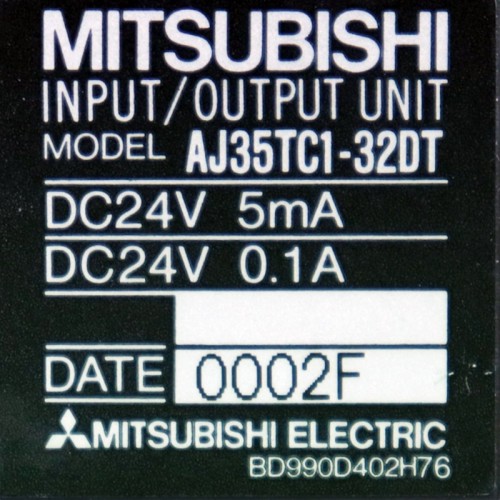 MITSUBISHI
INPUT/OUTPUT UNIT
MODEL AJ35TC1-32DT
DC24V 5mA
DC24V 0.1A
DATE 0002F
MITSUBISHI ELECTRIC
BD990D402H76